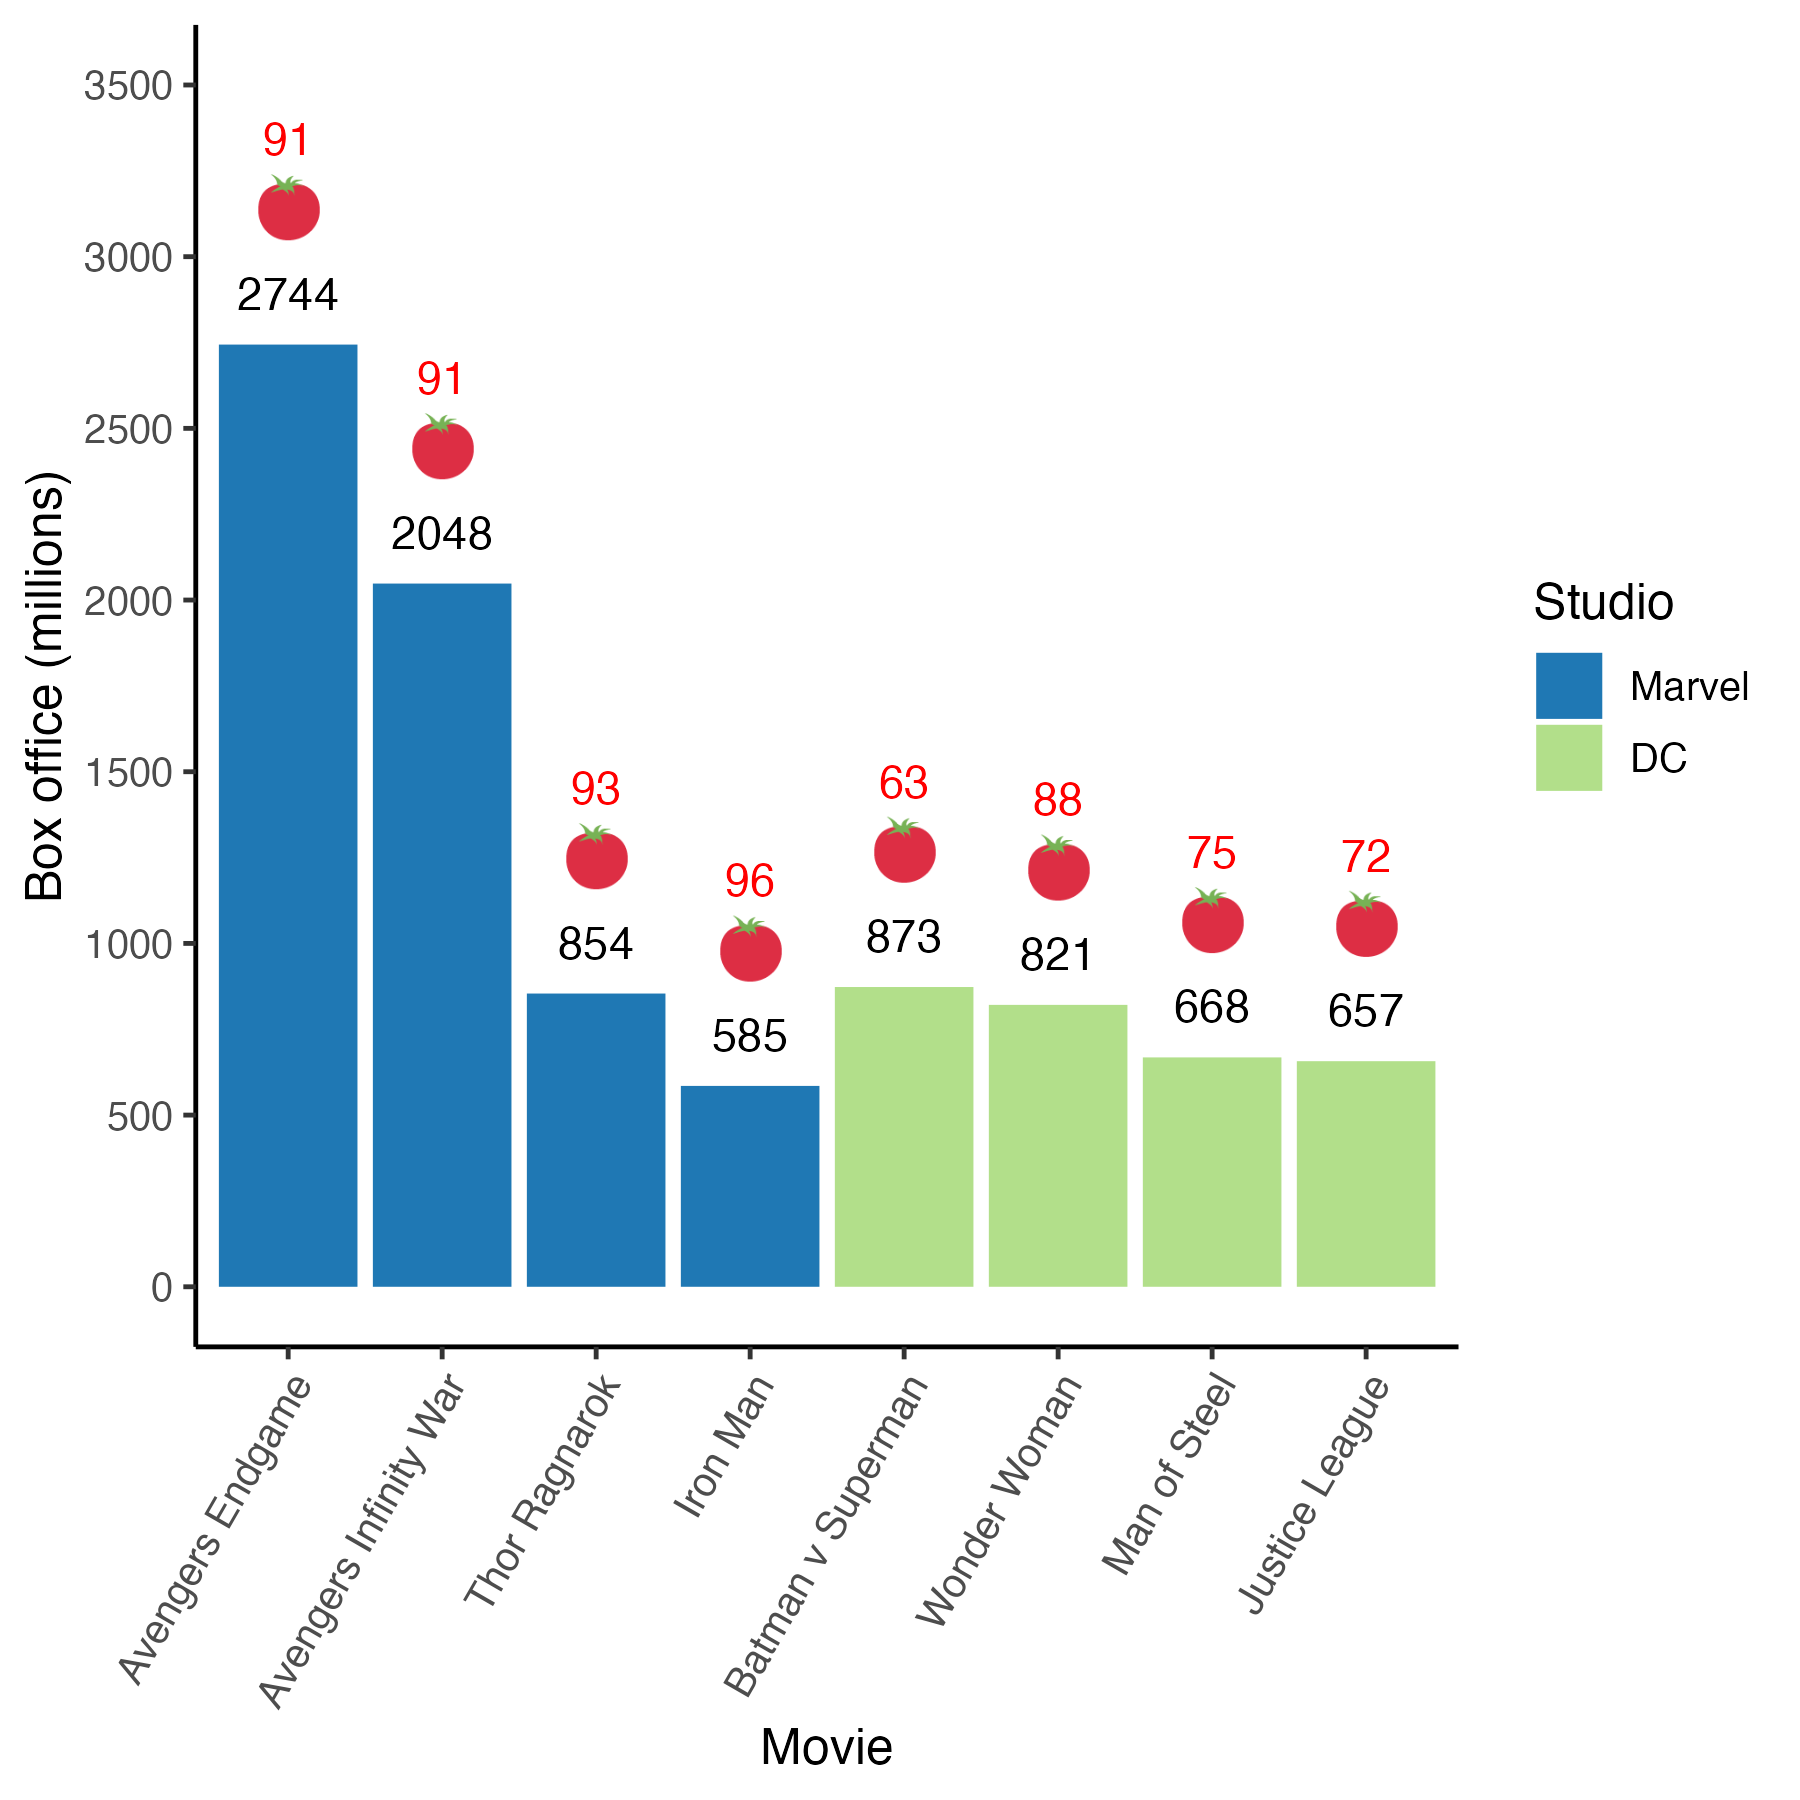 3500
3000
2500
2000
1500
1000
500
0
Box office (millions)
91
2744
91
2048
93
854
96
585
63
873
88
821
75
668
72
657
Avengers Endgame
Avengers Infinity War
Thor Ragnarok
Iron Man
Batman v Superman
Wonder Woman
Man of Steel
Justice League
Movie
Studio
Marvel
DC